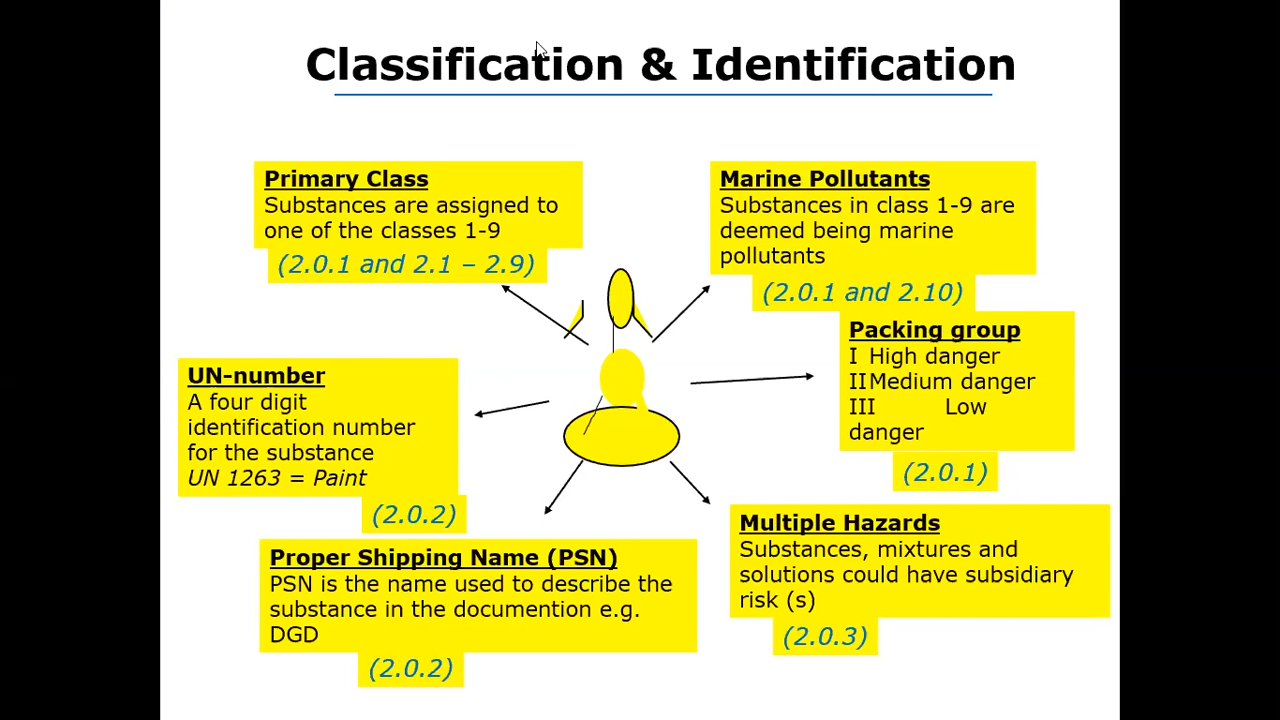 Classification & Identification
Primary Class
Substances are assigned to
one of the classes 1-9
(2.0.1 and 2.1 – 2.9)
Marine Pollutants
Substances in class 1-9 are
deemed being marine
pollutants
(2.0.1 and 2.10)
Packing group
I High danger
II Medium danger
III Low
danger
(2.0.1)
UN-number
A four digit
identification number
for the substance
UN 1263 = Paint
(2.0.2)
Proper Shipping Name (PSN)
PSN is the name used to describe the
substance in the documention e.g.
DGD
(2.0.2)
Multiple Hazards
Substances, mixtures and
solutions could have subsidiary
risk (s)
(2.0.3)